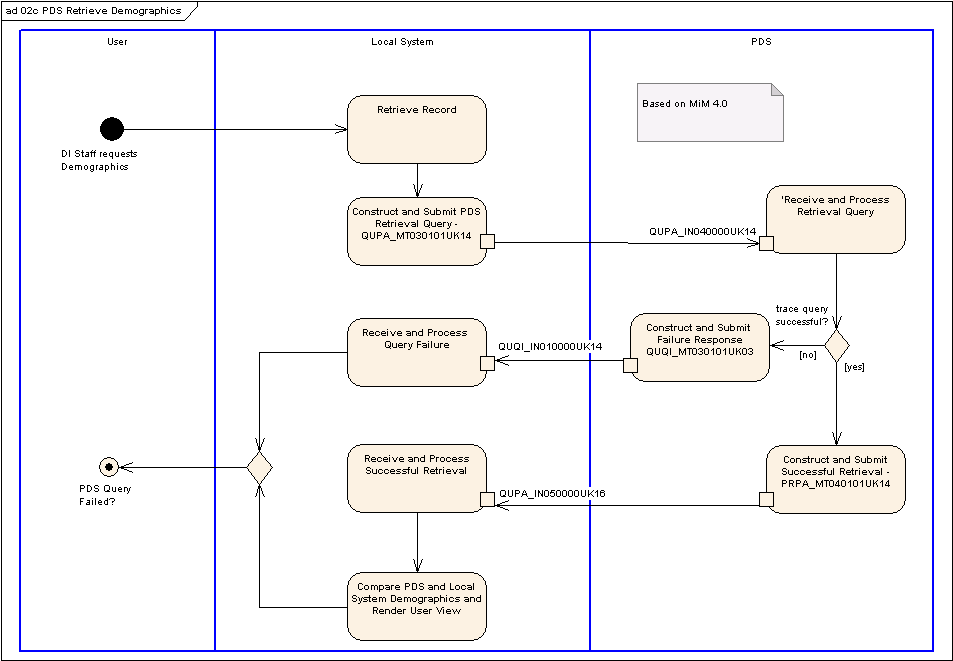 ad 02c PDS Retrieve Demographics
User
Local System
PDS
Based on MiM 4.0
Retrieve Record
DI Staff requests
Demographics
Construct and Submit PDS
Retrieval Query -
QUPA_MT030101UK14
QUPA_IN040000UK14
'Receive and Process
Retrieval Query
trace query
successful?
[no]
[yes]
Construct and Submit
Failure Response
QUQI_MT030101UK03
QUQI_IN010000UK14
Receive and Process
Query Failure
Receive and Process
Successful Retrieval
QUPA_IN050000UK16
Construct and Submit
Successful Retrieval -
PRPA_MT040101UK14
PDS Query
Failed?
Compare PDS and Local
System Demographics and
Render User View